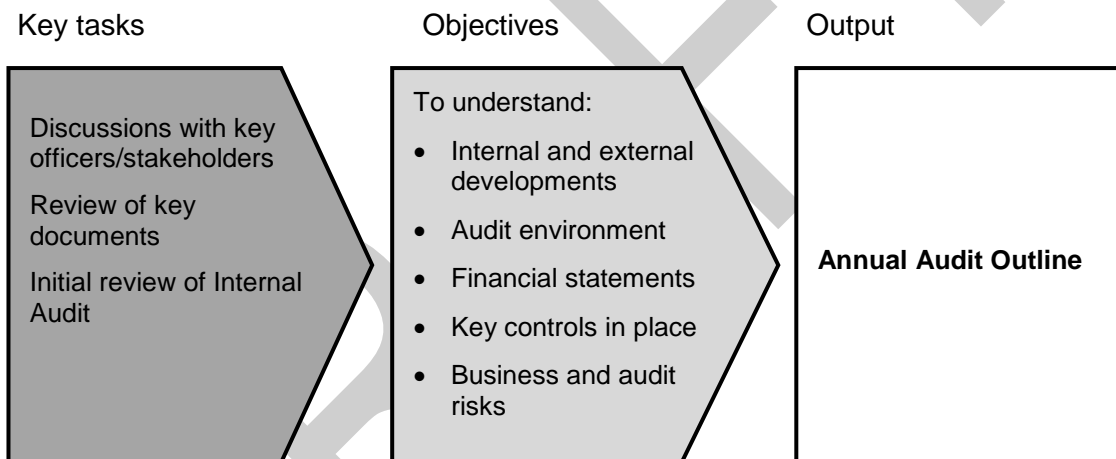 Key tasks
Objectives
Output
Discussions with key
officers/stakeholders
Review of key
documents
Initial review of Internal
Audit
To understand:
• Internal and external
developments
• Audit environment
• Financial statements
• Key controls in place
• Business and audit
risks
Annual Audit Outline